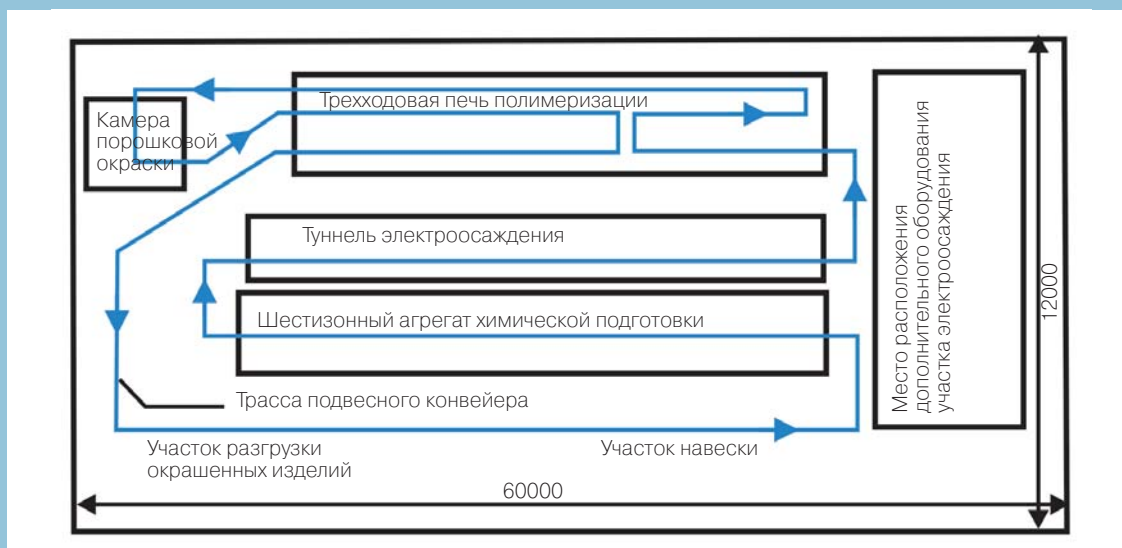 Трехходовая печь полимеризации
Камера
порошковой
окраски
Туннель электроосаждения
Шестизонный агрегат химической подготовки
Трасса подвесного конвейера
Участок разгрузки
окрашенных изделий
Участок навески
Место расположения
дополнительного оборудования
участка электроосаждения
12000
60000